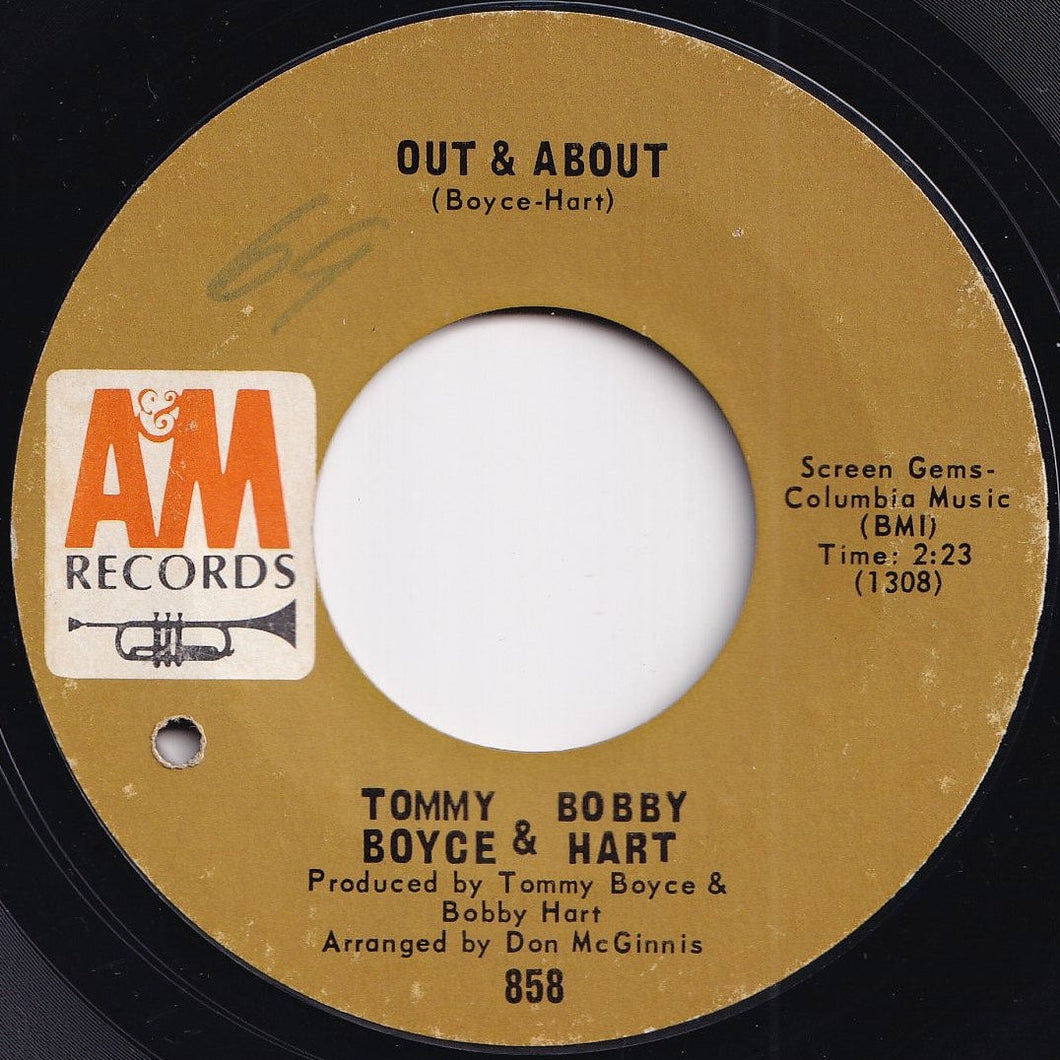 OUT & ABOUT
(Boyce-Hart)
69
A&M
RECORDS
Screen Gems-
Columbia Music
(BMI)
Time: 2:23
(1308)
TOMMY BOBBY
BOYCE & HART
Produced by Tommy Boyce &
Bobby Hart
Arranged by Don McGinnis
858